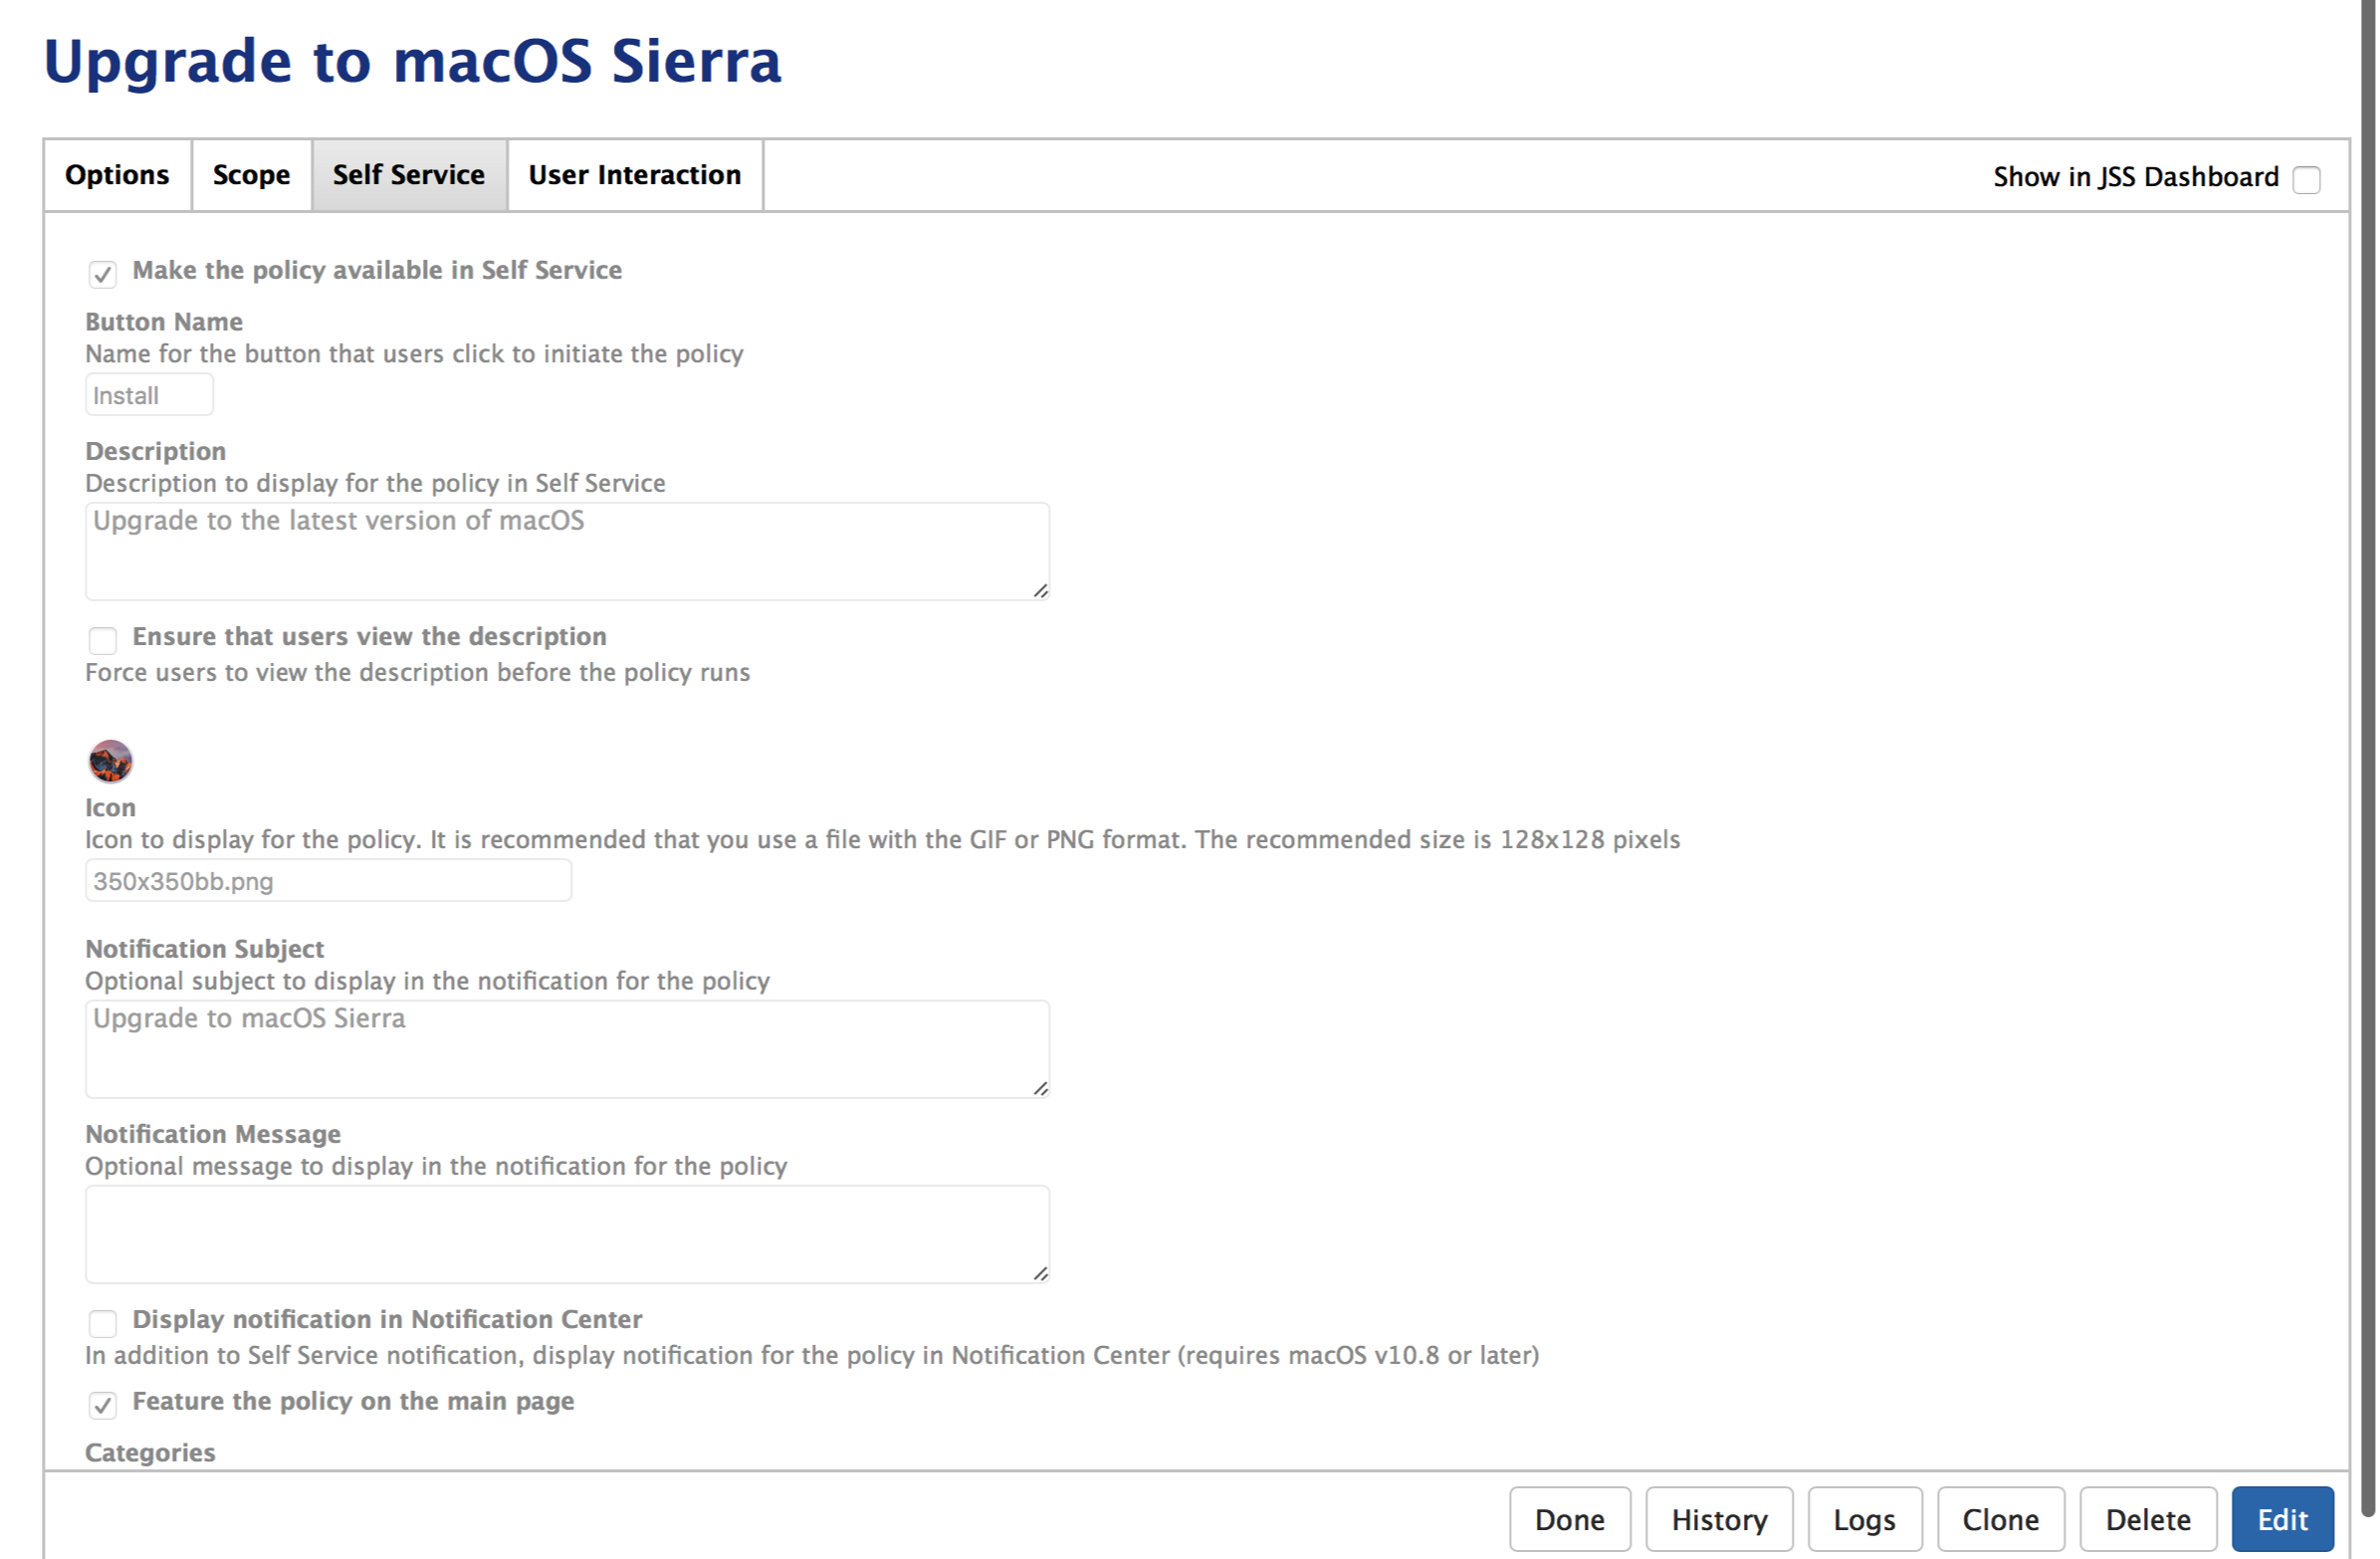 Upgrade to macOS Sierra
Options Scope Self Service User Interaction Show in JSS Dashboard
Make the policy available in Self Service
Button Name
Name for the button that users click to initiate the policy
Install
Description
Description to display for the policy in Self Service
Upgrade to the latest version of macOS
Ensure that users view the description
Force users to view the description before the policy runs
Icon
Icon to display for the policy. It is recommended that you use a file with the GIF or PNG format. The recommended size is 128x128 pixels
350x350bb.png
Notification Subject
Optional subject to display in the notification for the policy
Upgrade to macOS Sierra
Notification Message
Optional message to display in the notification for the policy
Display notification in Notification Center
In addition to Self Service notification, display notification for the policy in Notification Center (requires macOS v10.8 or later)
Feature the policy on the main page
Categories
Done History Logs Clone Delete Edit